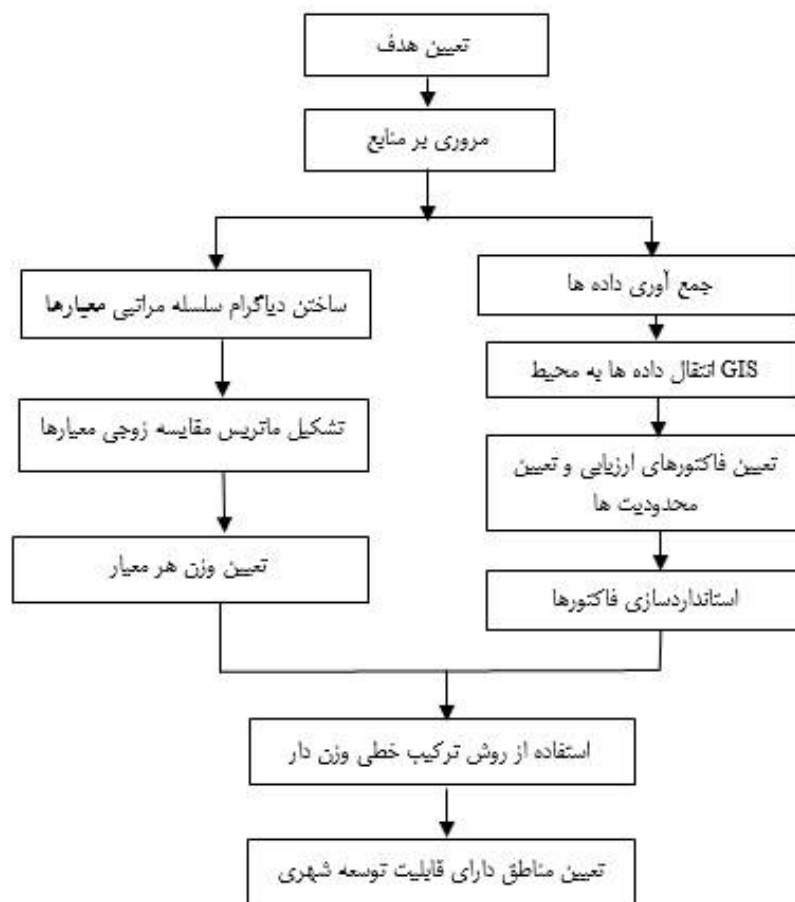 تعیین هدف
مروری بر منابع
جمع آوری داده ها
ساختن دیاگرام سلسله مراتبی معیارها
GIS انتقال داده ها به محیط
تشکیل ماتریس مقایسه زوجی معیارها
تعیین فاکتورهای ارزیابی و تعیین
محدودیت ها
تعیین وزن هر معیار
استانداردسازی فاکتورها
استفاده از روش ترکیب خطی وزن دار
تعیین مناطق دارای قابلیت توسعه شهری